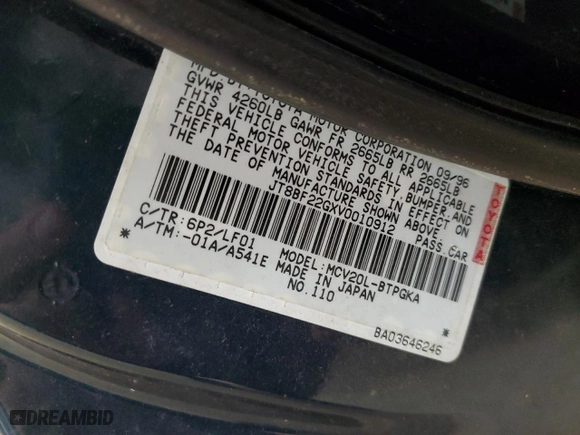 MFD BY TOYOTA MOTOR CORPORATION 09/96
GVWR 4260LB GAWR FR 2665LB RR 2665LB
THIS VEHICLE CONFORMS TO ALL APPLICABLE
FEDERAL MOTOR VEHICLE SAFETY, BUMPER, AND
THEFT PREVENTION STANDARDS IN EFFECT ON
THE DATE OF MANUFACTURE SHOWN ABOVE.
JT8BF22GXV0010912 PASS CAR
TOYOTA
C/TR: 6P2/LF01 MODEL: MCV20L-BTPGKA
A/TM: -01A/A541E MADE IN JAPAN
* NO. 110 *
BA03646246
DREAMBID